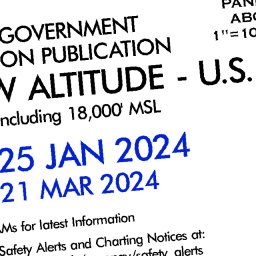 GOVERNMENT
ON PUBLICATION
ALTITUDE - U.S.
1"=10
including 18,000' MSL
25 JAN 2024
21 MAR 2024
for latest Information
Safety Alerts and Charting Notices at: